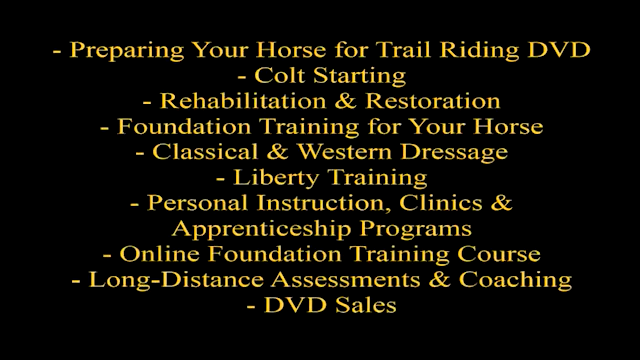 - Preparing Your Horse for Trail Riding DVD
- Colt Starting
- Rehabilitation & Restoration
- Foundation Training for Your Horse
- Classical & Western Dressage
- Liberty Training
- Personal Instruction, Clinics &
Apprenticeship Programs
- Online Foundation Training Course
- Long-Distance Assessments & Coaching
- DVD Sales